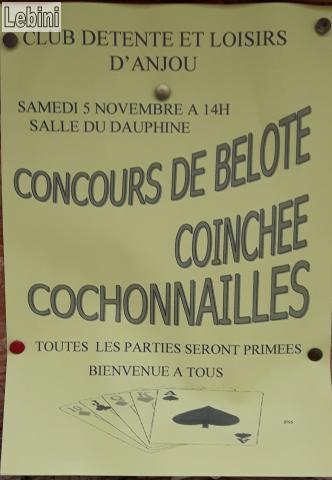 Lebini
CLUB DETENTE ET LOISIRS
D'ANJOU
SAMEDI 5 NOVEMBRE A 14H
SALLE DU DAUPHINE
CONCOURS DE BELOTE
COINCHEE
COCHONNAILLES
TOUTES LES PARTIES SERONT PRIMEES
BIENVENUE A TOUS